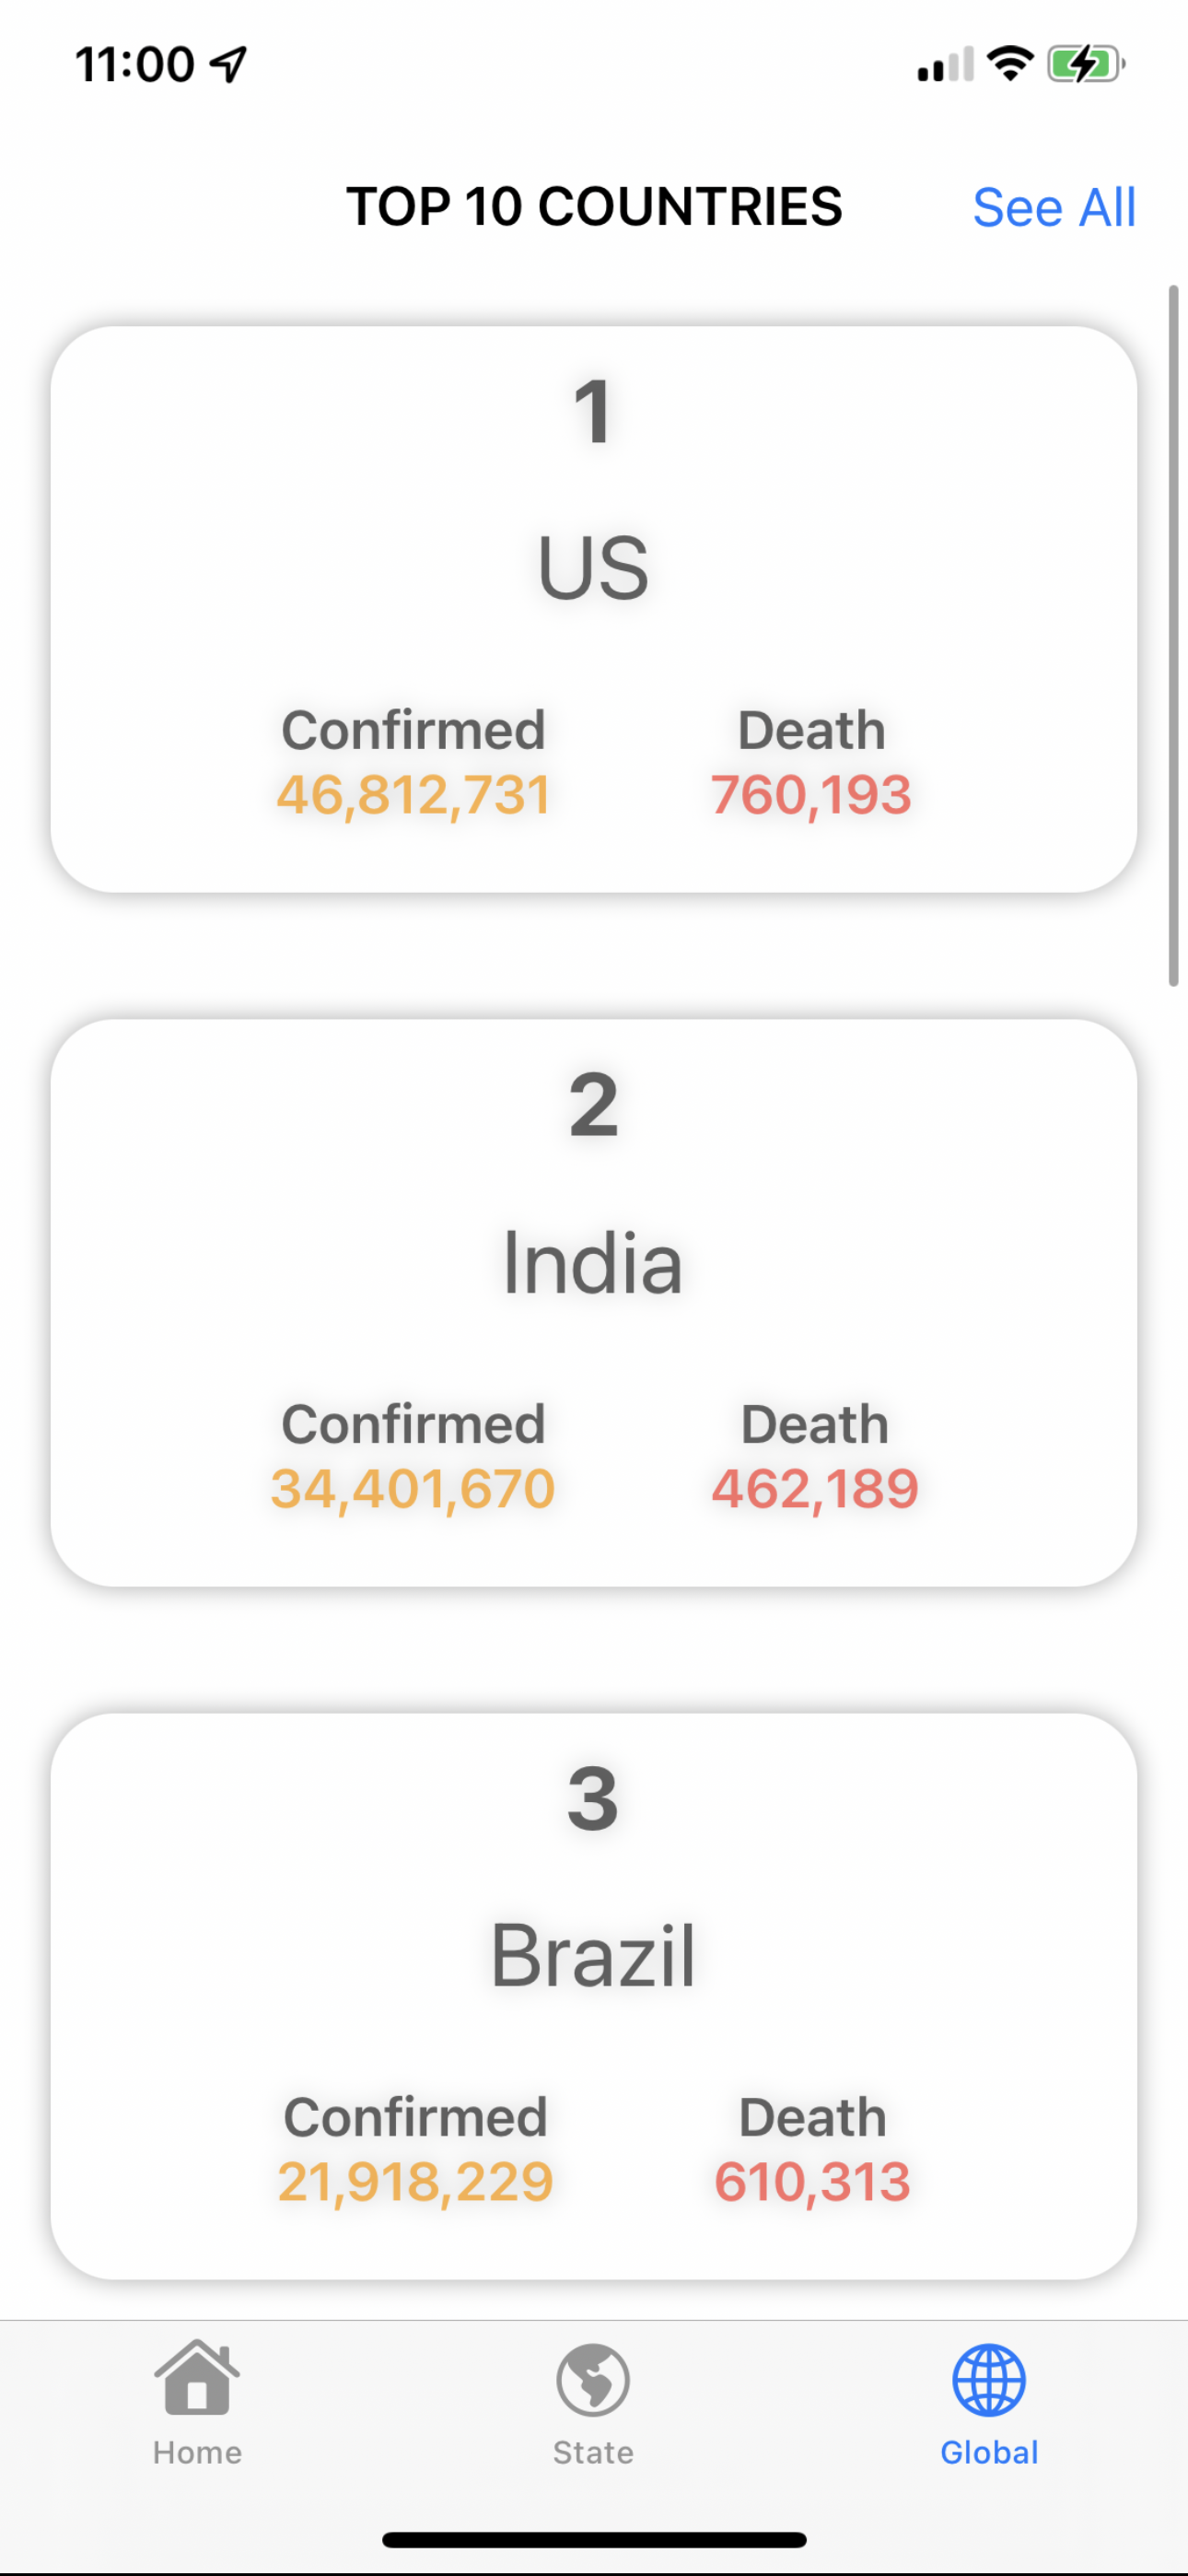 11:00
TOP 10 COUNTRIES See All
1
US
Confirmed Death
46,812,731 760,193
2
India
Confirmed Death
34,401,670 462,189
3
Brazil
Confirmed Death
21,918,229 610,313
Home State Global